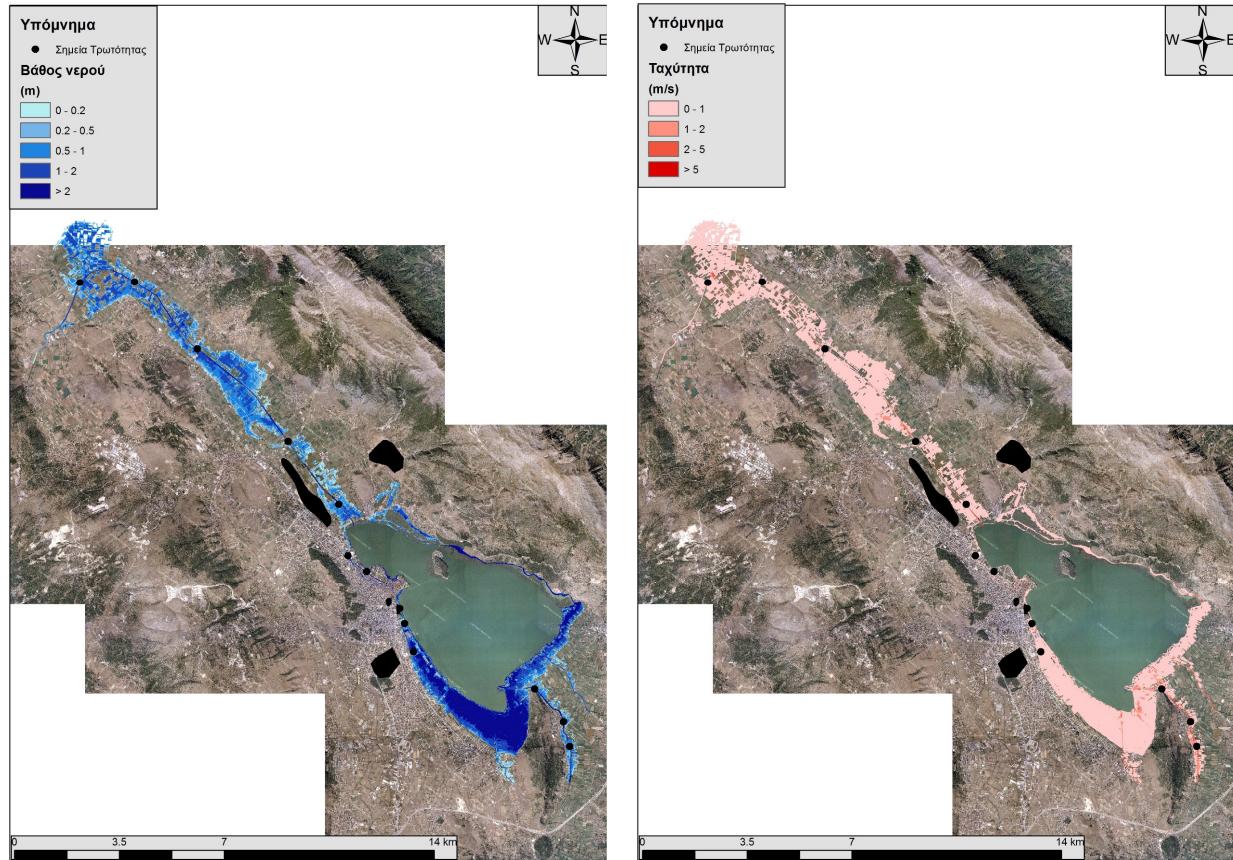 Υπόμνημα
Σημεία Τρωτότητας
Βάθος νερού
(m)
0 - 0.2
0.2 - 0.5
0.5 - 1
1 - 2
> 2
N
W E
S
0 3.5 7 14 km
Υπόμνημα
Σημεία Τρωτότητας
Ταχύτητα
(m/s)
0 - 1
1 - 2
2 - 5
> 5
N
W E
S
0 3.5 7 14 km